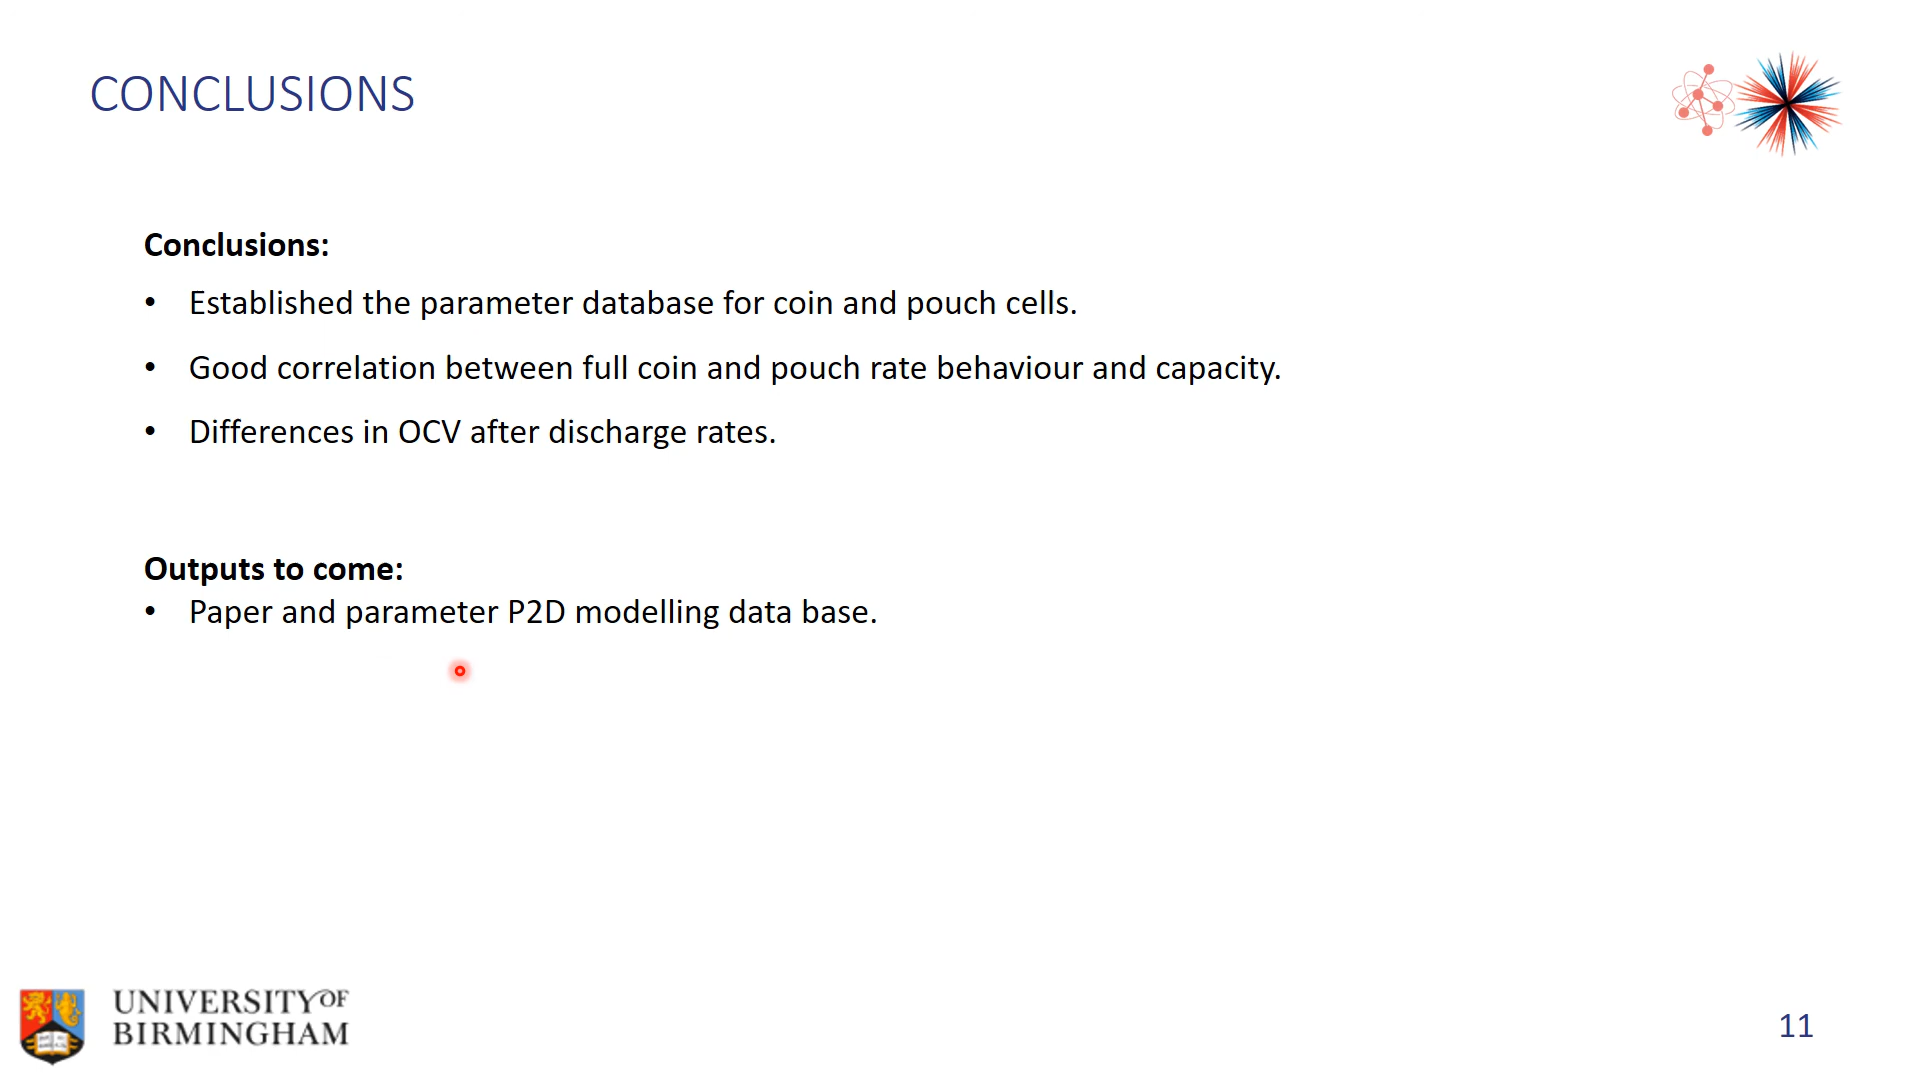 CONCLUSIONS
Conclusions:
• Established the parameter database for coin and pouch cells.
• Good correlation between full coin and pouch rate behaviour and capacity.
• Differences in OCV after discharge rates.
Outputs to come:
• Paper and parameter P2D modelling data base.
UNIVERSITY OF
BIRMINGHAM
11